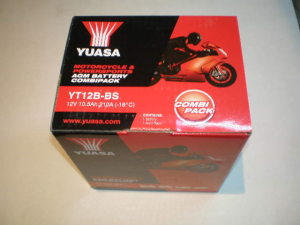 YUASA
MOTORCYCLE &
POWERSPORTS
AGM BATTERY
COMBIPACK
YT12B-BS
12V 10.5Ah 210A (-18°C)
COMBI
PACK
www.yuasa.com